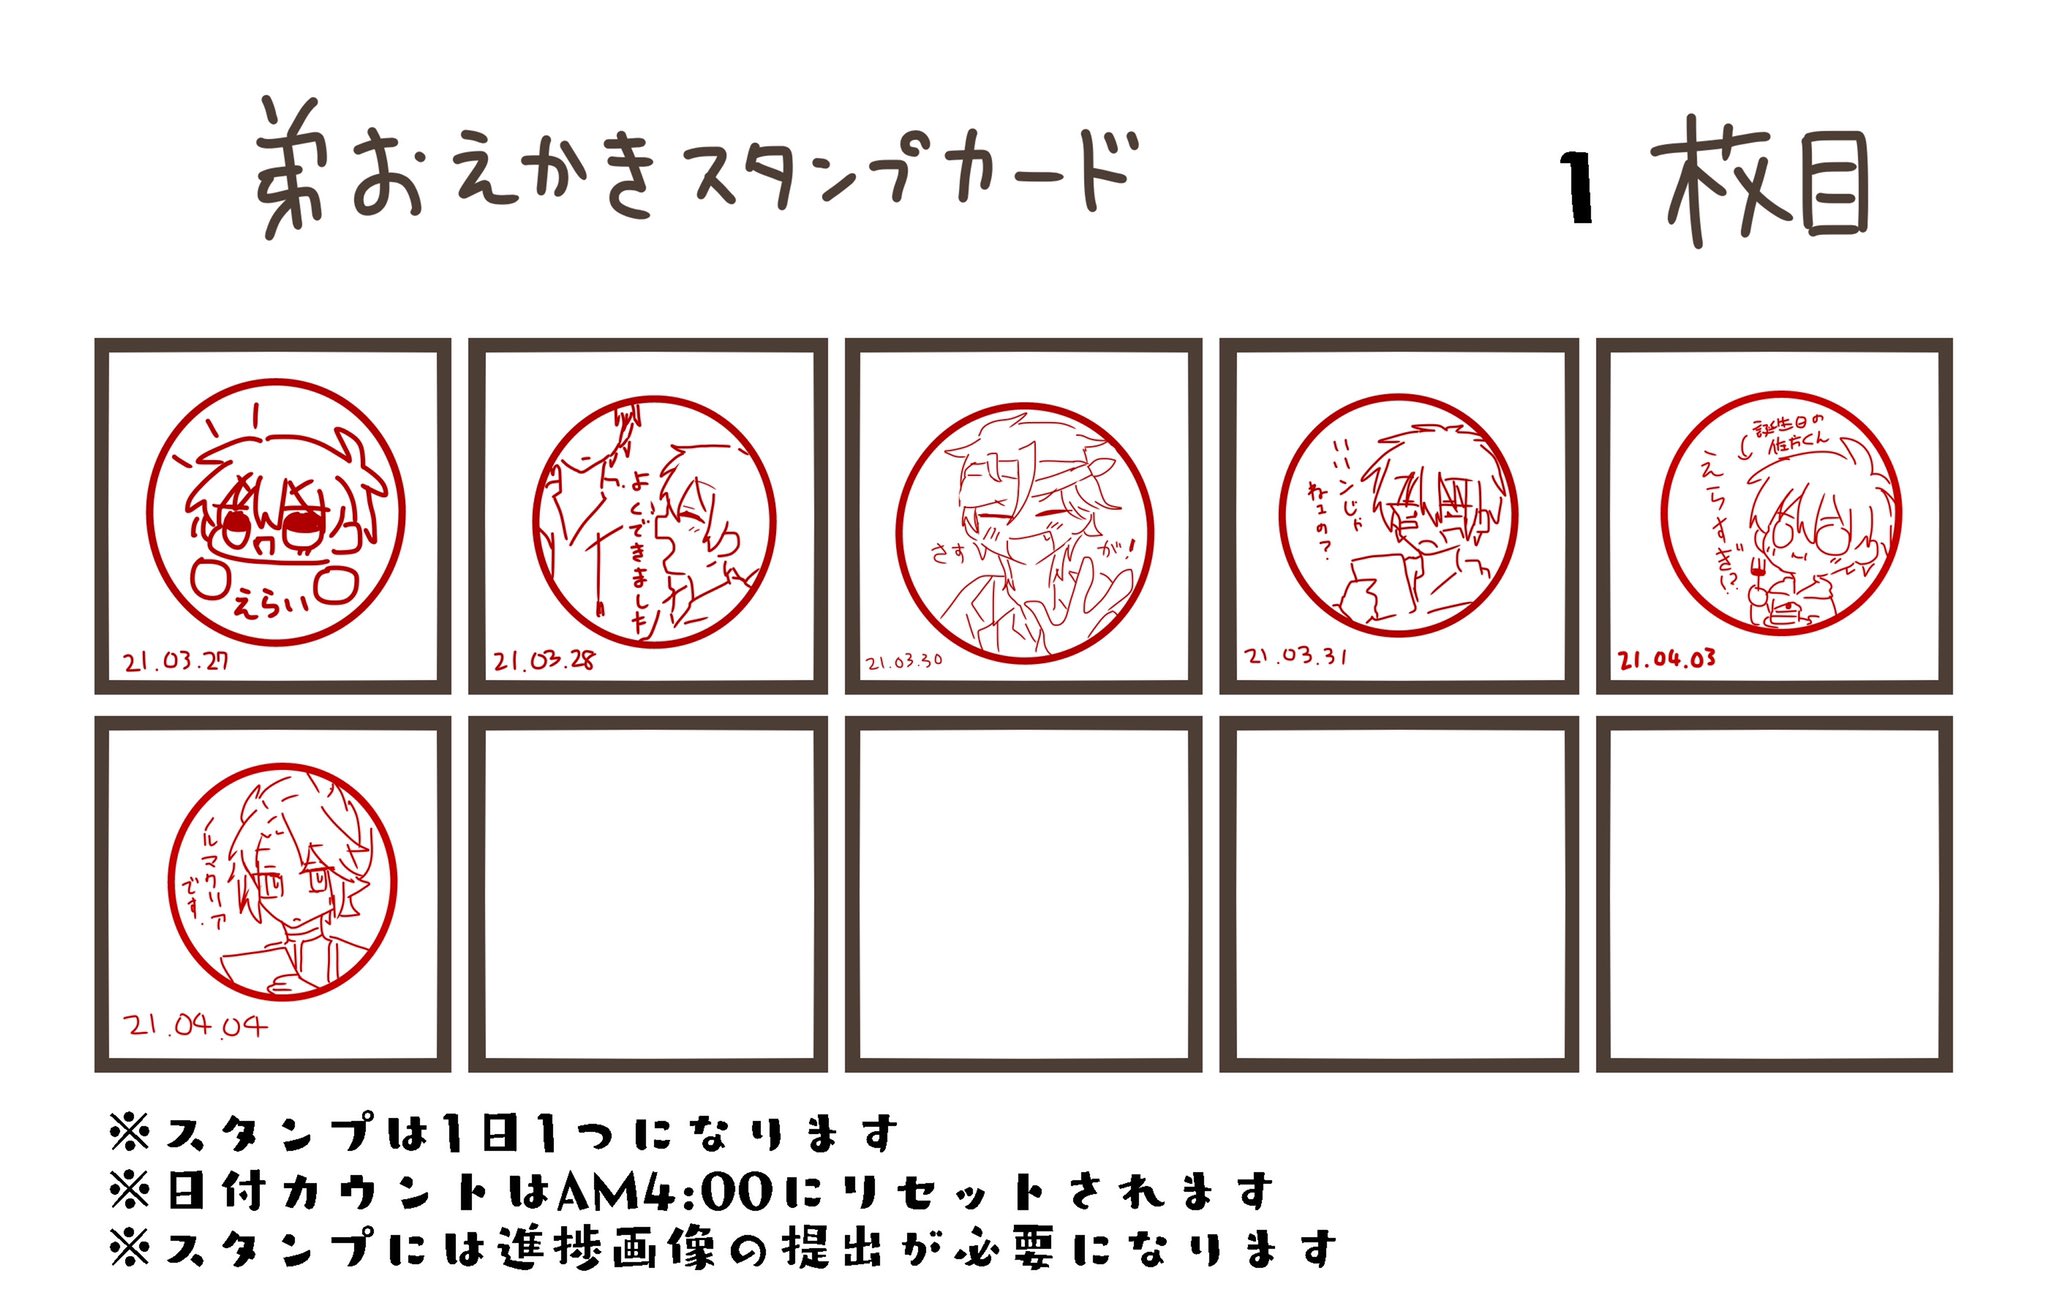 弟おえかきスタンプカード
1枚目
えらい
21.03.27
よくできました
21.03.28
さすが!
21.03.30
いいンじゃ
ねェの?
21.03.31
誕生日の
佐方くん
えらすぎ!?
21.04.03
ノルマクリア
です.
21.04.04
※スタンプは1日1つになります
※日付カウントはAM4:00にリセットされます
※スタンプには進捗画像の提出が必要になります